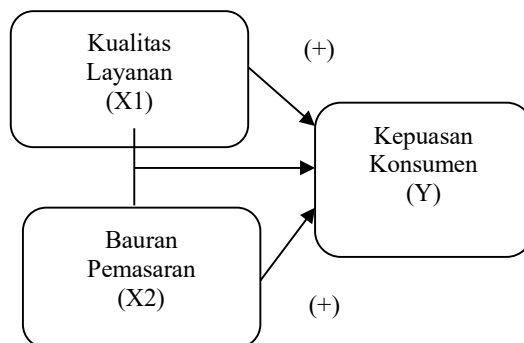 Kualitas
Layanan
(X1)
(+)
Kepuasan
Konsumen
(Y)
Bauran
Pemasaran
(X2)
(+)